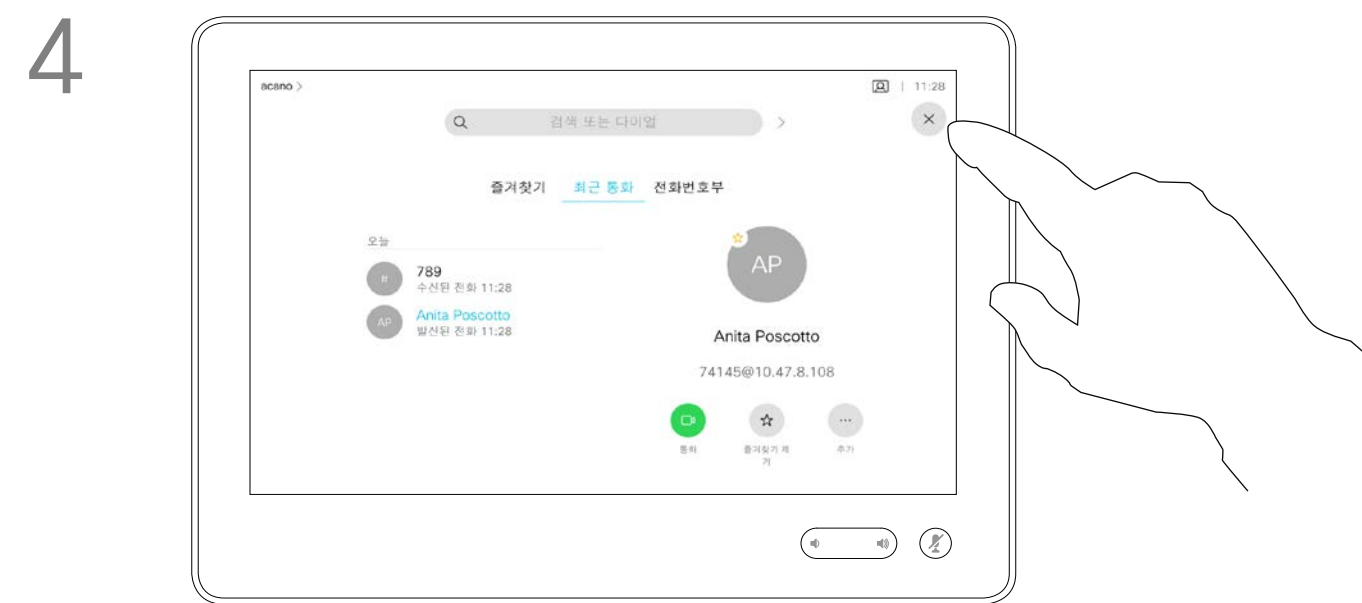 4
acano >
11:28
검색 또는 다이얼
즐겨찾기 최근 통화 전화번호부
오늘
789
수신된 전화 11:28
Anita Poscotto
발신된 전화 11:28
AP
AP
Anita Poscotto
74145@10.47.8.108
통화
즐겨찾기 제
거
추가